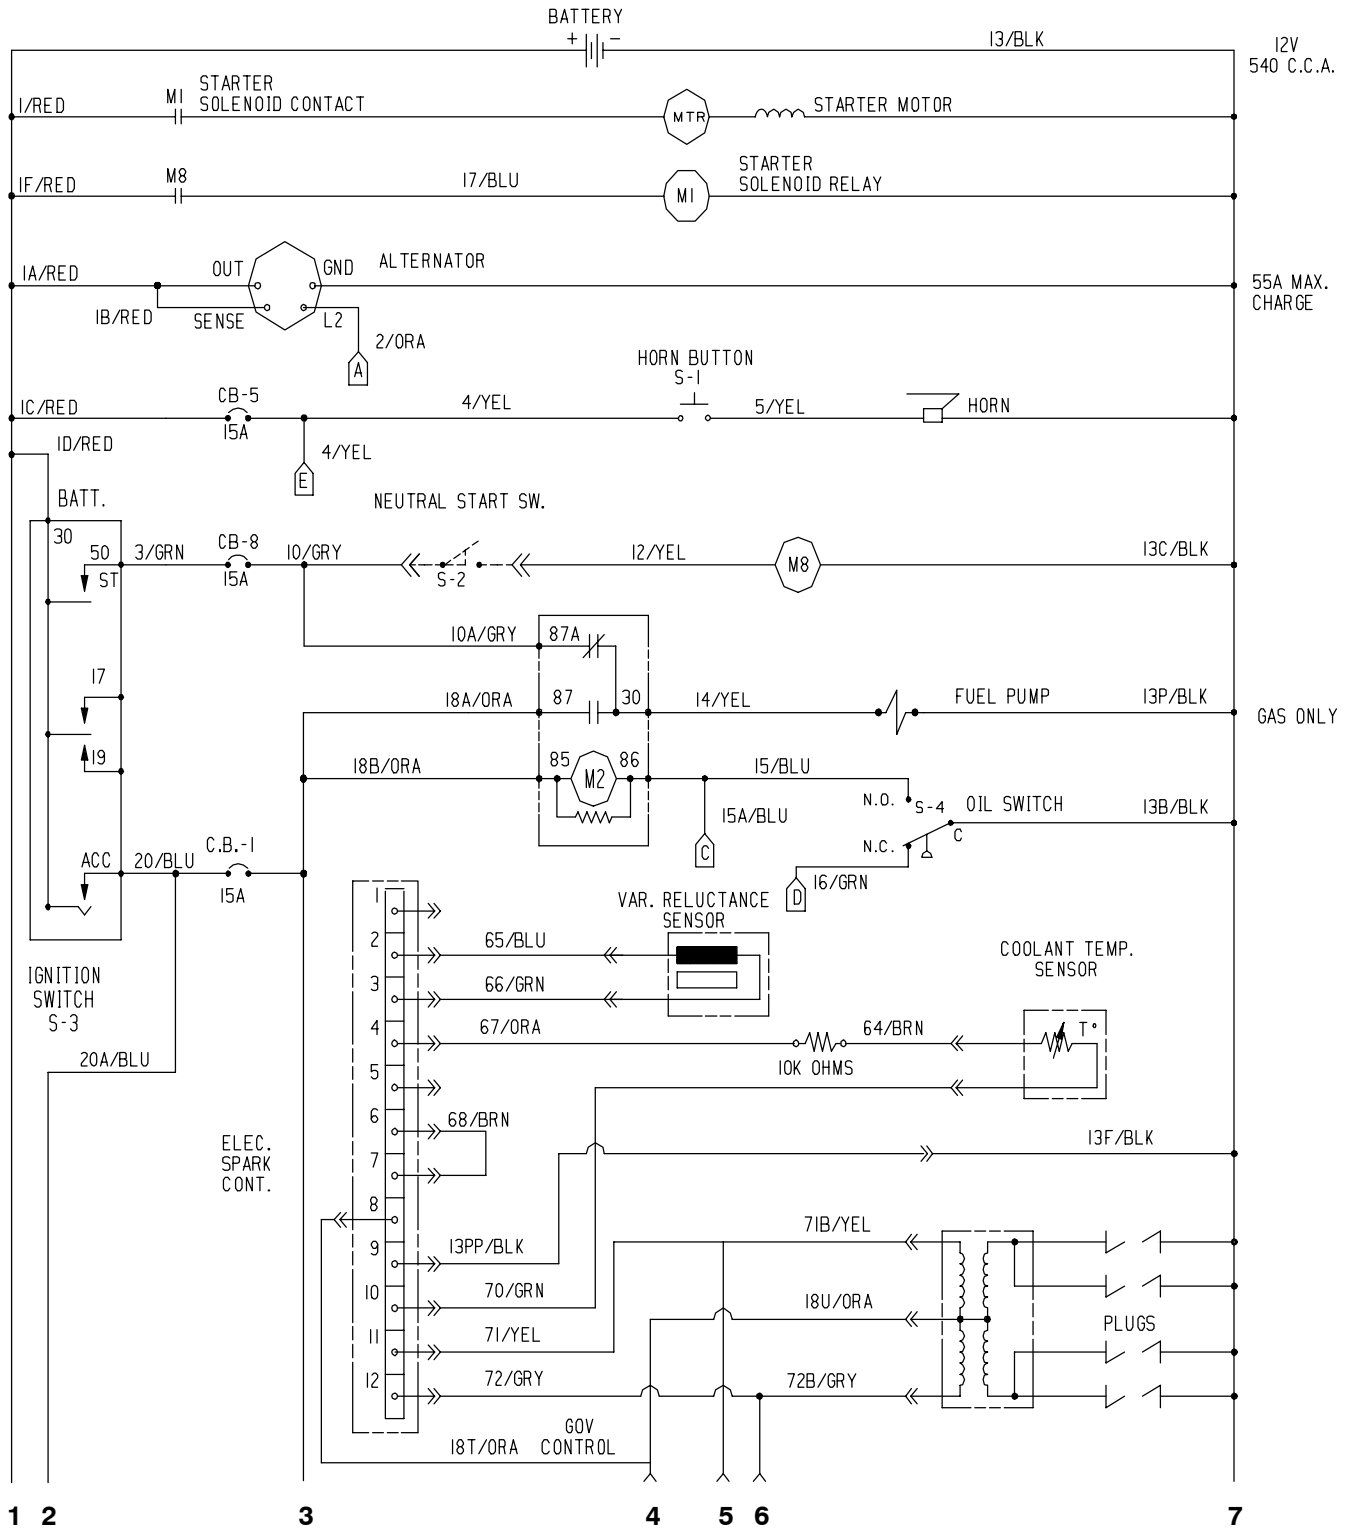 BATTERY
+ -
13/BLK
12V
540 C.C.A.
1/RED
M1
STARTER
SOLENOID CONTACT
MTR
STARTER MOTOR
1F/RED
M8
17/BLU
M1
STARTER
SOLENOID RELAY
1A/RED
OUT
GND
ALTERNATOR
55A MAX.
CHARGE
1B/RED
SENSE
L2
2/ORA
A
HORN BUTTON
S-1
1C/RED
CB-5
15A
4/YEL
5/YEL
HORN
1D/RED
4/YEL
E
BATT.
NEUTRAL START SW.
30
50
ST
3/GRN
CB-8
15A
10/GRY
S-2
12/YEL
M8
13C/BLK
10A/GRY
87A
17
18A/ORA
87
30
14/YEL
FUEL PUMP
13P/BLK
GAS ONLY
19
18B/ORA
85
M2
86
15/BLU
N.O.
S-4
OIL SWITCH
13B/BLK
15A/BLU
C
N.C.
C
ACC
20/BLU
C.B.-1
15A
16/GRN
D
1
VAR. RELUCTANCE
SENSOR
2
65/BLU
COOLANT TEMP.
SENSOR
IGNITION
SWITCH
S-3
3
66/GRN
4
67/ORA
64/BRN
T°
10K OHMS
20A/BLU
5
6
68/BRN
ELEC.
SPARK
CONT.
7
13F/BLK
8
71B/YEL
9
13PP/BLK
10
70/GRN
18U/ORA
11
71/YEL
PLUGS
12
72/GRY
72B/GRY
18T/ORA
GOV
CONTROL
1 2 3 4 5 6 7